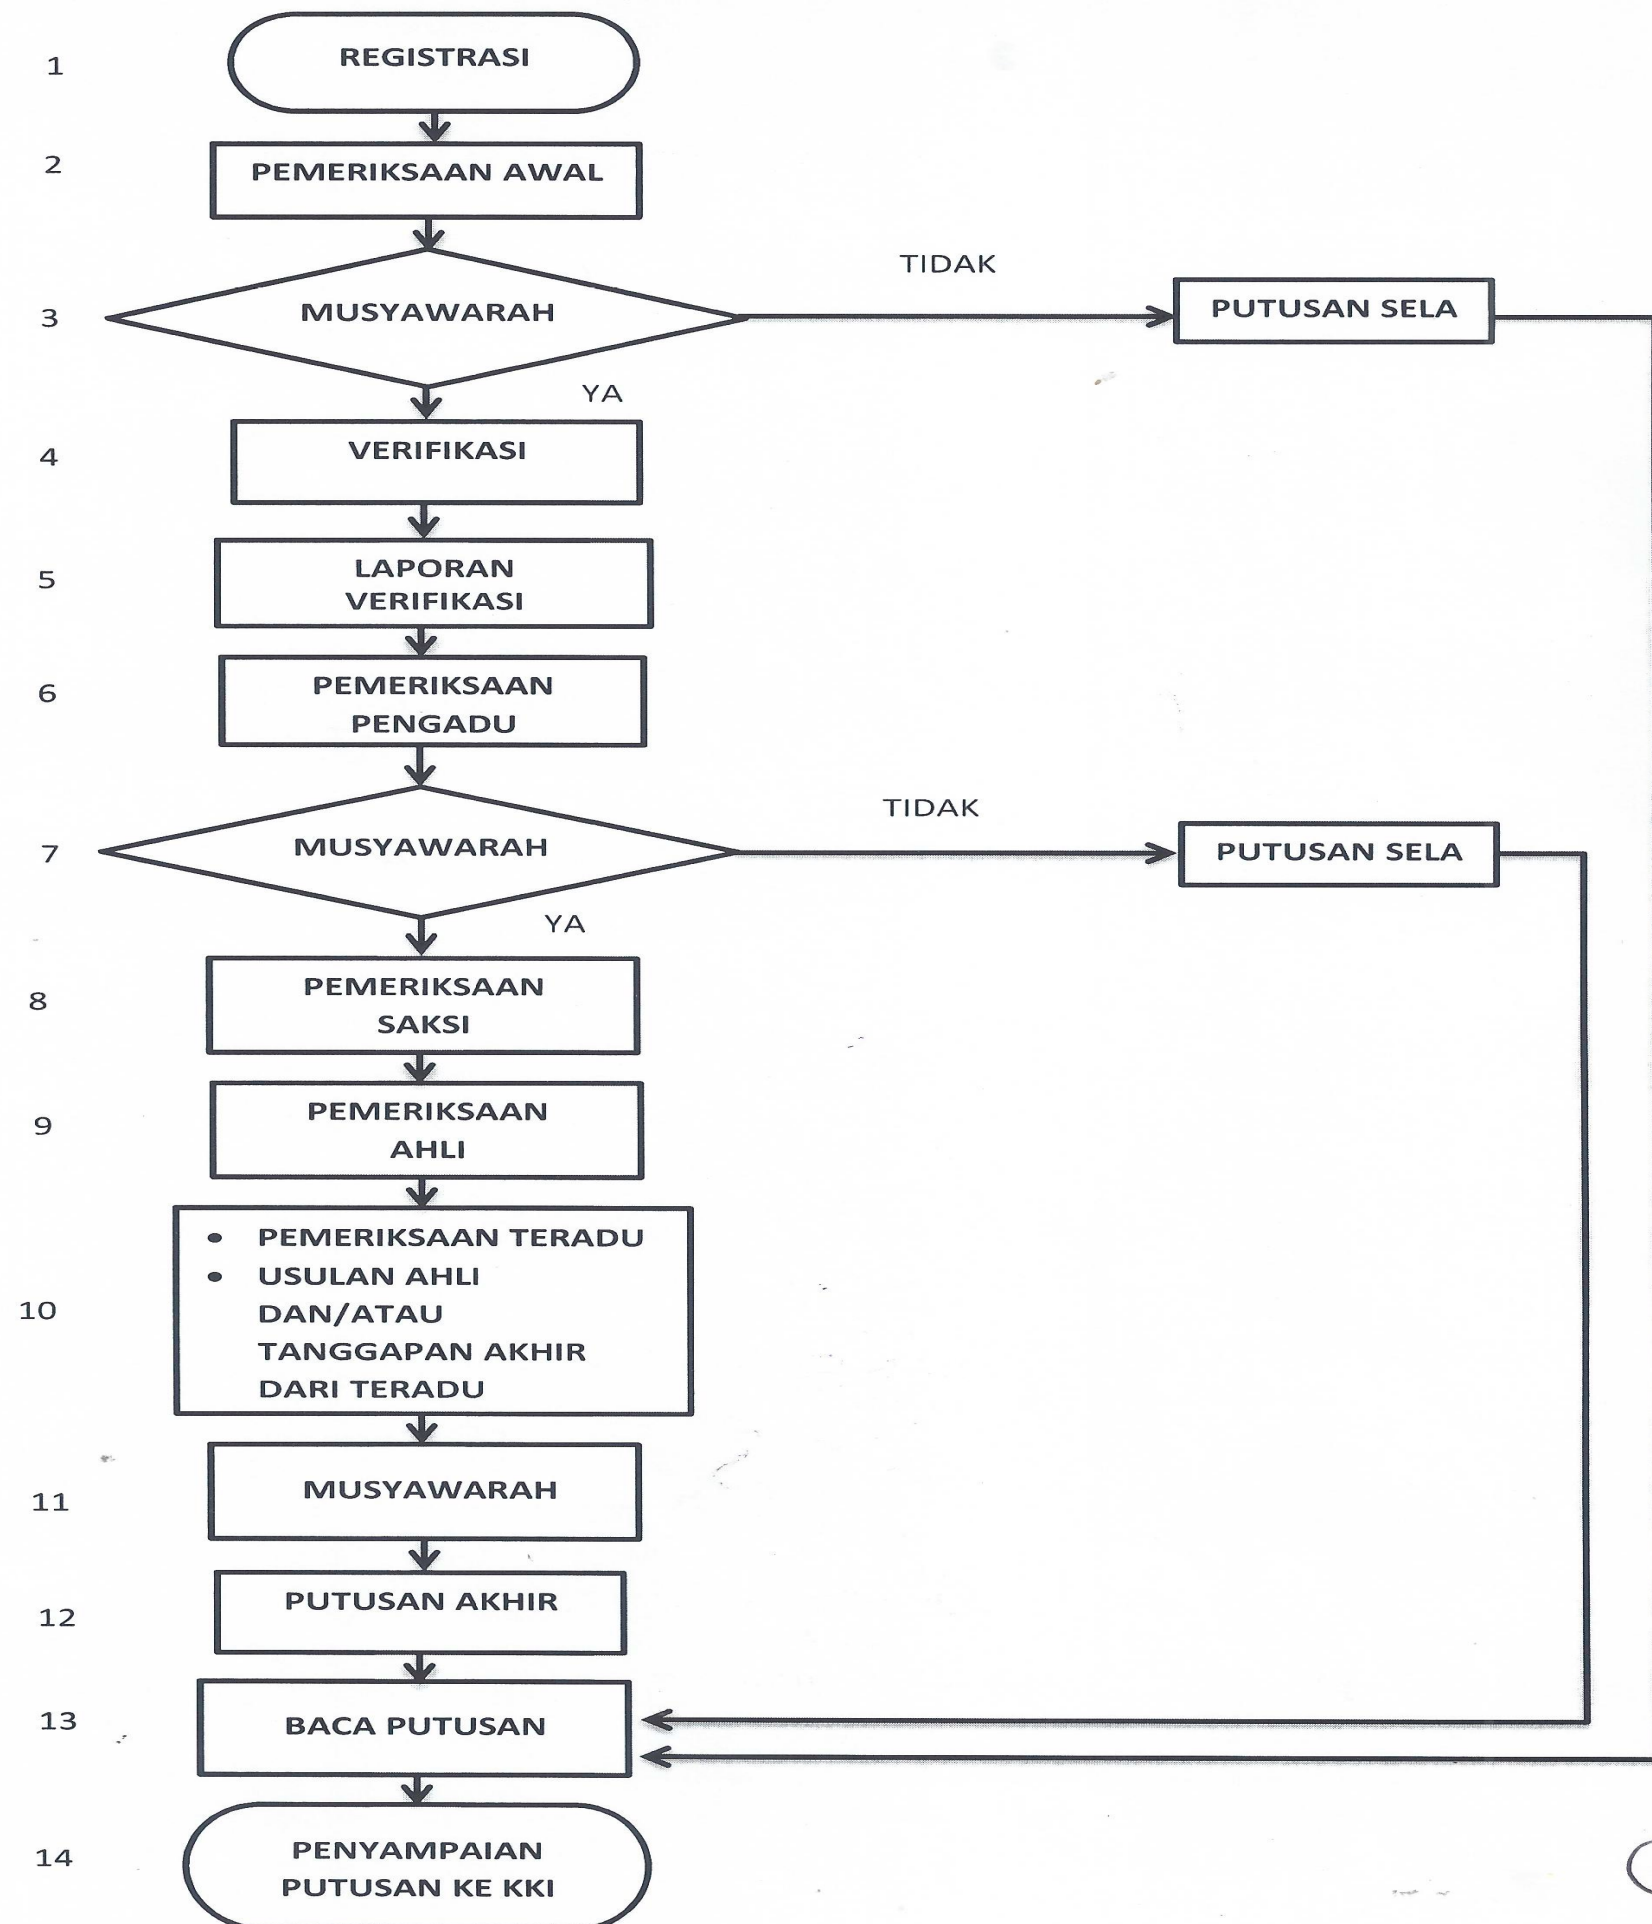 1
REGISTRASI
2
PEMERIKSAAN AWAL
TIDAK
3
MUSYAWARAH
PUTUSAN SELA
YA
4
VERIFIKASI
5
LAPORAN
VERIFIKASI
6
PEMERIKSAAN
PENGADU
TIDAK
7
MUSYAWARAH
PUTUSAN SELA
YA
8
PEMERIKSAAN
SAKSI
9
PEMERIKSAAN
AHLI
10
• PEMERIKSAAN TERADU
• USULAN AHLI
DAN/ATAU
TANGGAPAN AKHIR
DARI TERADU
11
MUSYAWARAH
12
PUTUSAN AKHIR
13
BACA PUTUSAN
14
PENYAMPAIAN
PUTUSAN KE KKI